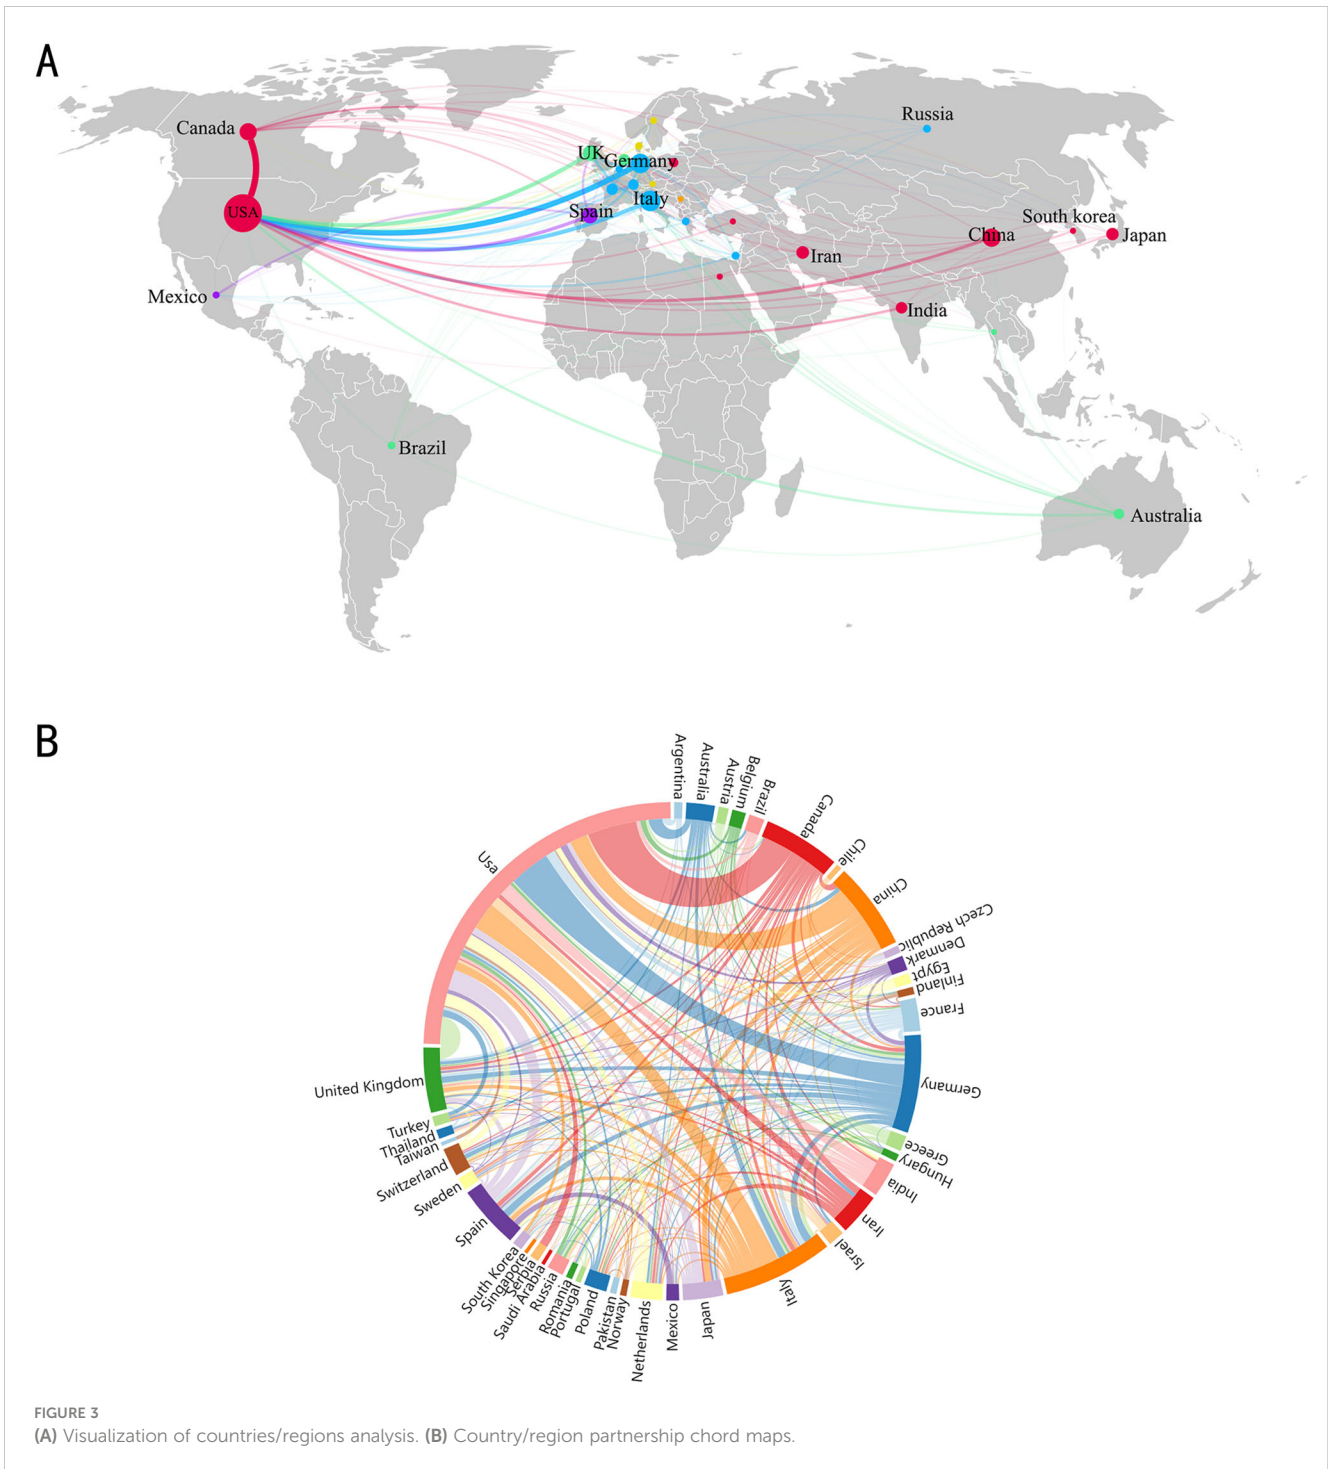 A
Canada
USA
Mexico
Brazil
UK
Germany
Italy
Spain
Russia
South korea
China
Japan
Iran
India
Australia
B
Argentina
Australia
Austria
Belgium
Brazil
Canada
Chile
China
Czech Republic
Denmark
Egypt
Finland
France
Germany
Greece
Hungary
India
Iran
Israel
Italy
Japan
Mexico
Netherlands
Norway
Pakistan
Poland
Portugal
Romania
Russia
Saudi Arabia
Serbia
Singapore
South Korea
Spain
Sweden
Switzerland
Taiwan
Thailand
Turkey
United Kingdom
Usa
FIGURE 3
(A) Visualization of countries/regions analysis. (B) Country/region partnership chord maps.